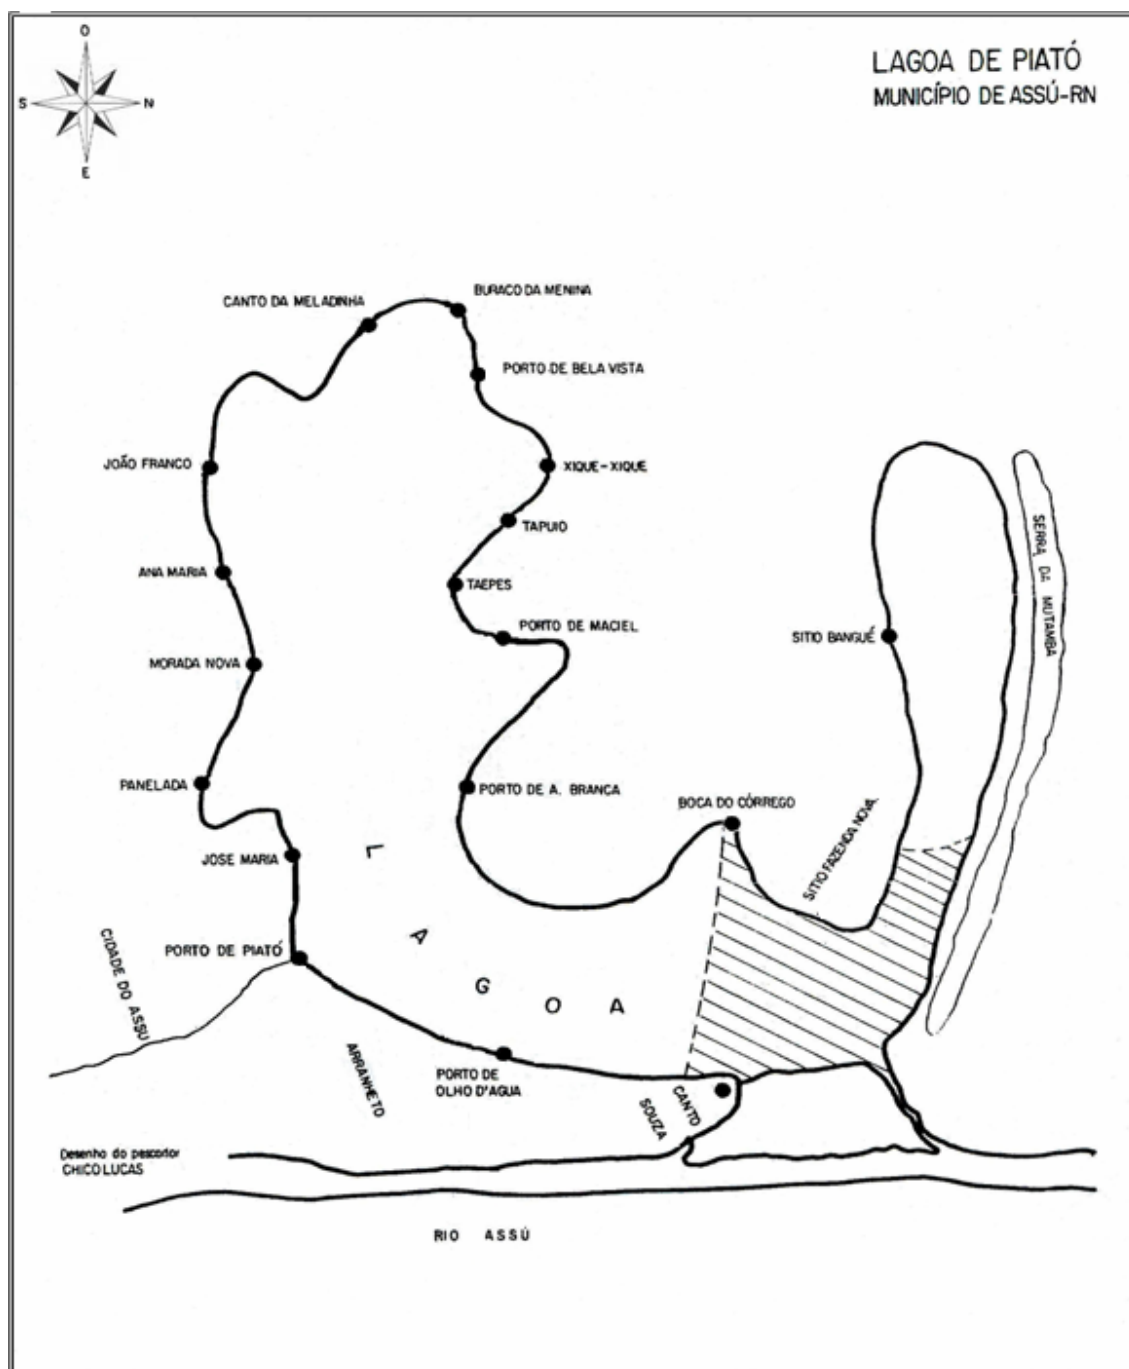 O
S
N
E
LAGOA DE PIATÓ
MUNICÍPIO DE ASSÚ-RN
BURACO DA MENINA
CANTO DA MELADINHA
PORTO DE BELA VISTA
JOÃO FRANCO
XIQUE-XIQUE
TAPUIO
SERRA DA MUTAMBA
ANA MARIA
TAEPES
PORTO DE MACIEL
SITIO BANGUÉ
MORADA NOVA
PANELADA
PORTO DE A. BRANCA
BOCA DO CÓRREGO
SITIO FAZENDA NOVA.
JOSE MARIA
LAGOA
PORTO DE PIATÓ
CIDADE DO ASSU
ARRANHETO
PORTO DE
OLHO D'AGUA
CANTO
SOUZA
Desenho do pescador
CHICO LUCAS
RIO ASSÚ